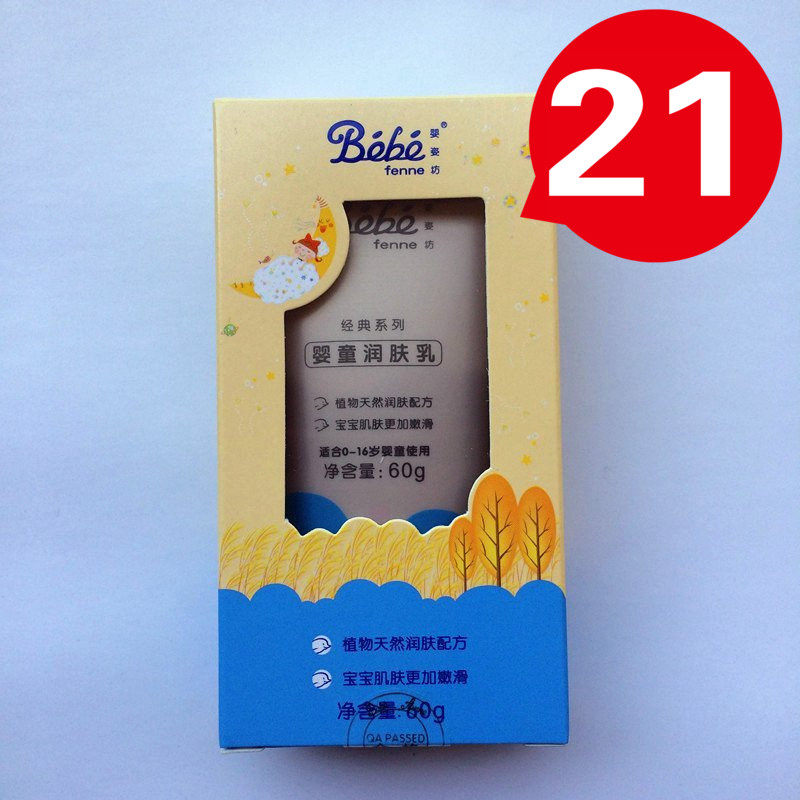 21
Bébé®
婴姿坊
fenne
ébé
姿坊
fenne
经典系列
婴童润肤乳
植物天然润肤配方
宝宝肌肤更加嫩滑
适合0-16岁婴童使用
净含量:60g
植物天然润肤配方
宝宝肌肤更加嫩滑
净含量:60g
QA PASSED